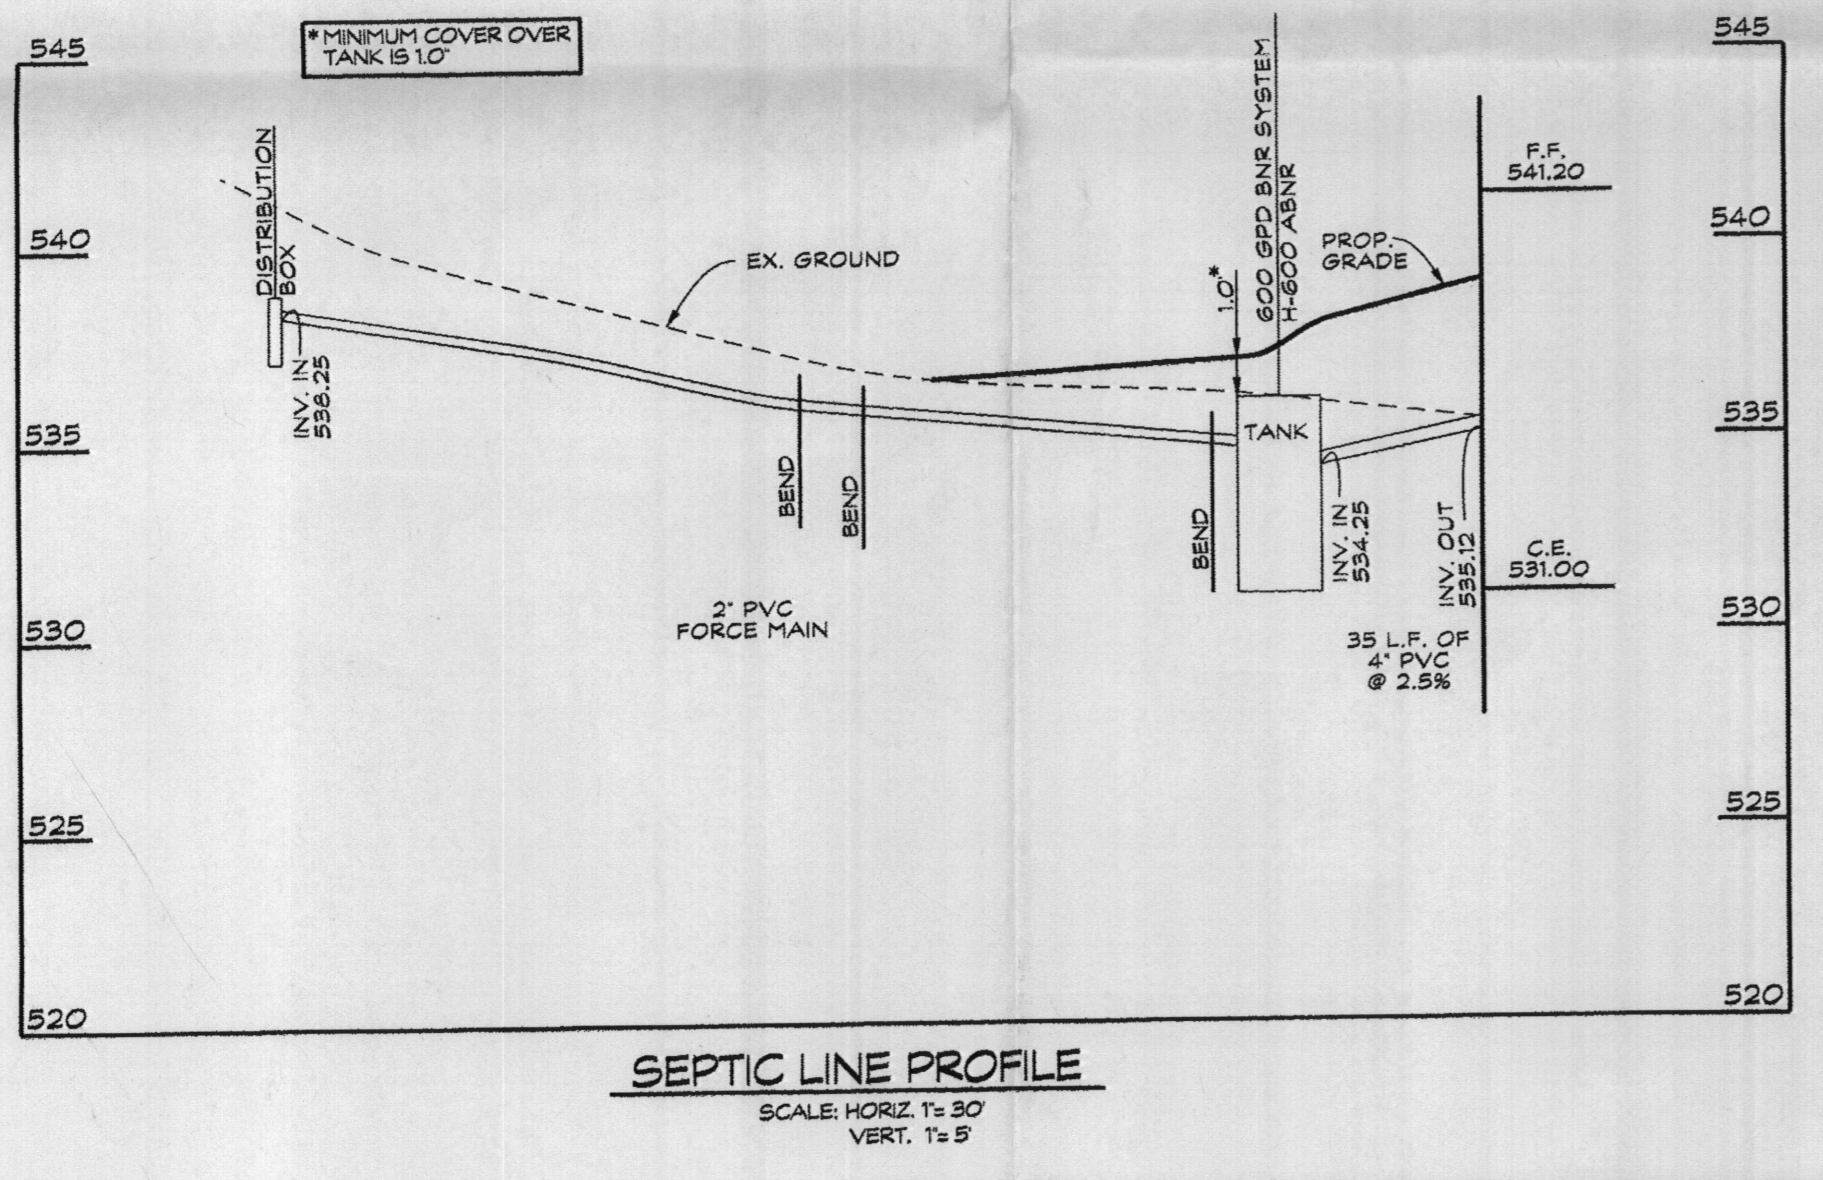 * MINIMUM COVER OVER
TANK IS 1.0"
545
540
535
530
525
520
545
540
535
530
525
520
DISTRIBUTION
BOX
INV. IN
538.25
EX. GROUND
BEND
BEND
2" PVC
FORCE MAIN
BEND
1.0"*
600 GPD BNR SYSTEM
H-600 ABNR
TANK
PROP.
GRADE
INV. IN
534.25
INV. OUT
535.12
F.F.
541.20
C.E.
531.00
35 L.F. OF
4" PVC
@ 2.5%
SEPTIC LINE PROFILE
SCALE: HORIZ. 1"= 30'
VERT. 1"= 5'